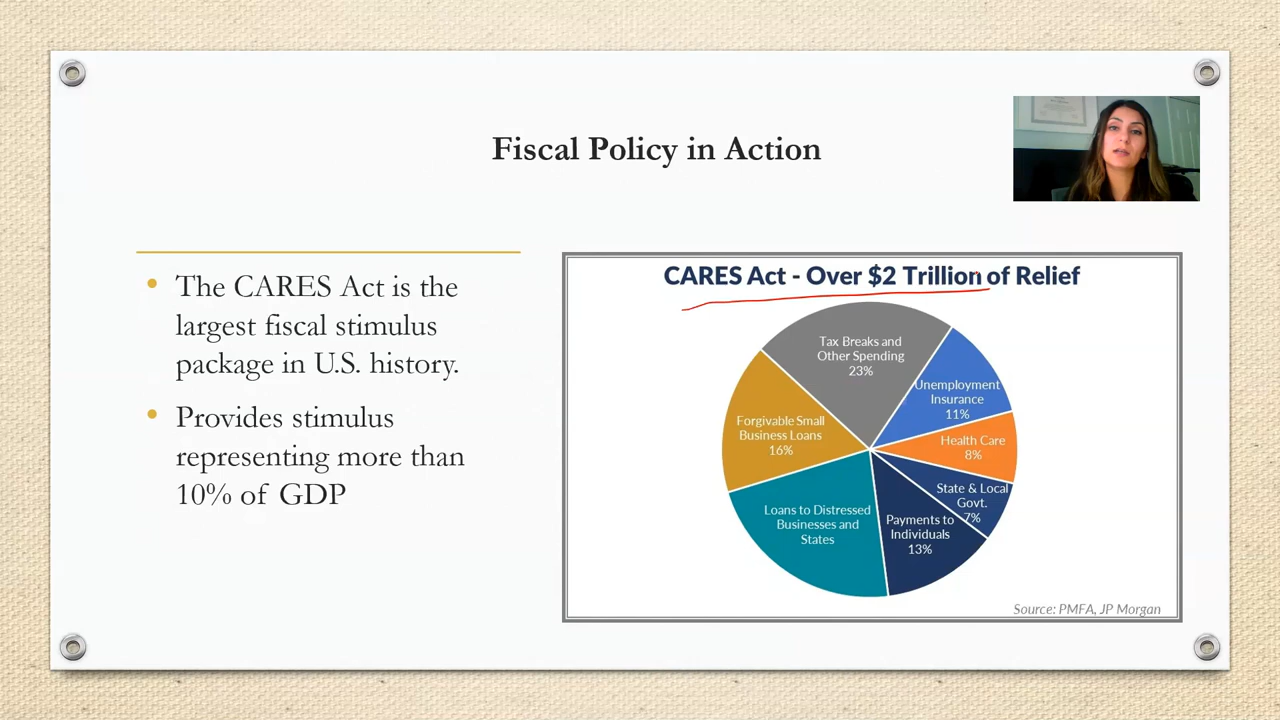 Fiscal Policy in Action
• The CARES Act is the
largest fiscal stimulus
package in U.S. history.
• Provides stimulus
representing more than
10% of GDP
CARES Act - Over $2 Trillion of Relief
Tax Breaks and
Other Spending
23%
Unemployment
Insurance
11%
Health Care
8%
State & Local
Govt.
7%
Payments to
Individuals
13%
Loans to Distressed
Businesses and
States
Forgivable Small
Business Loans
16%
Source: PMFA, JP Morgan